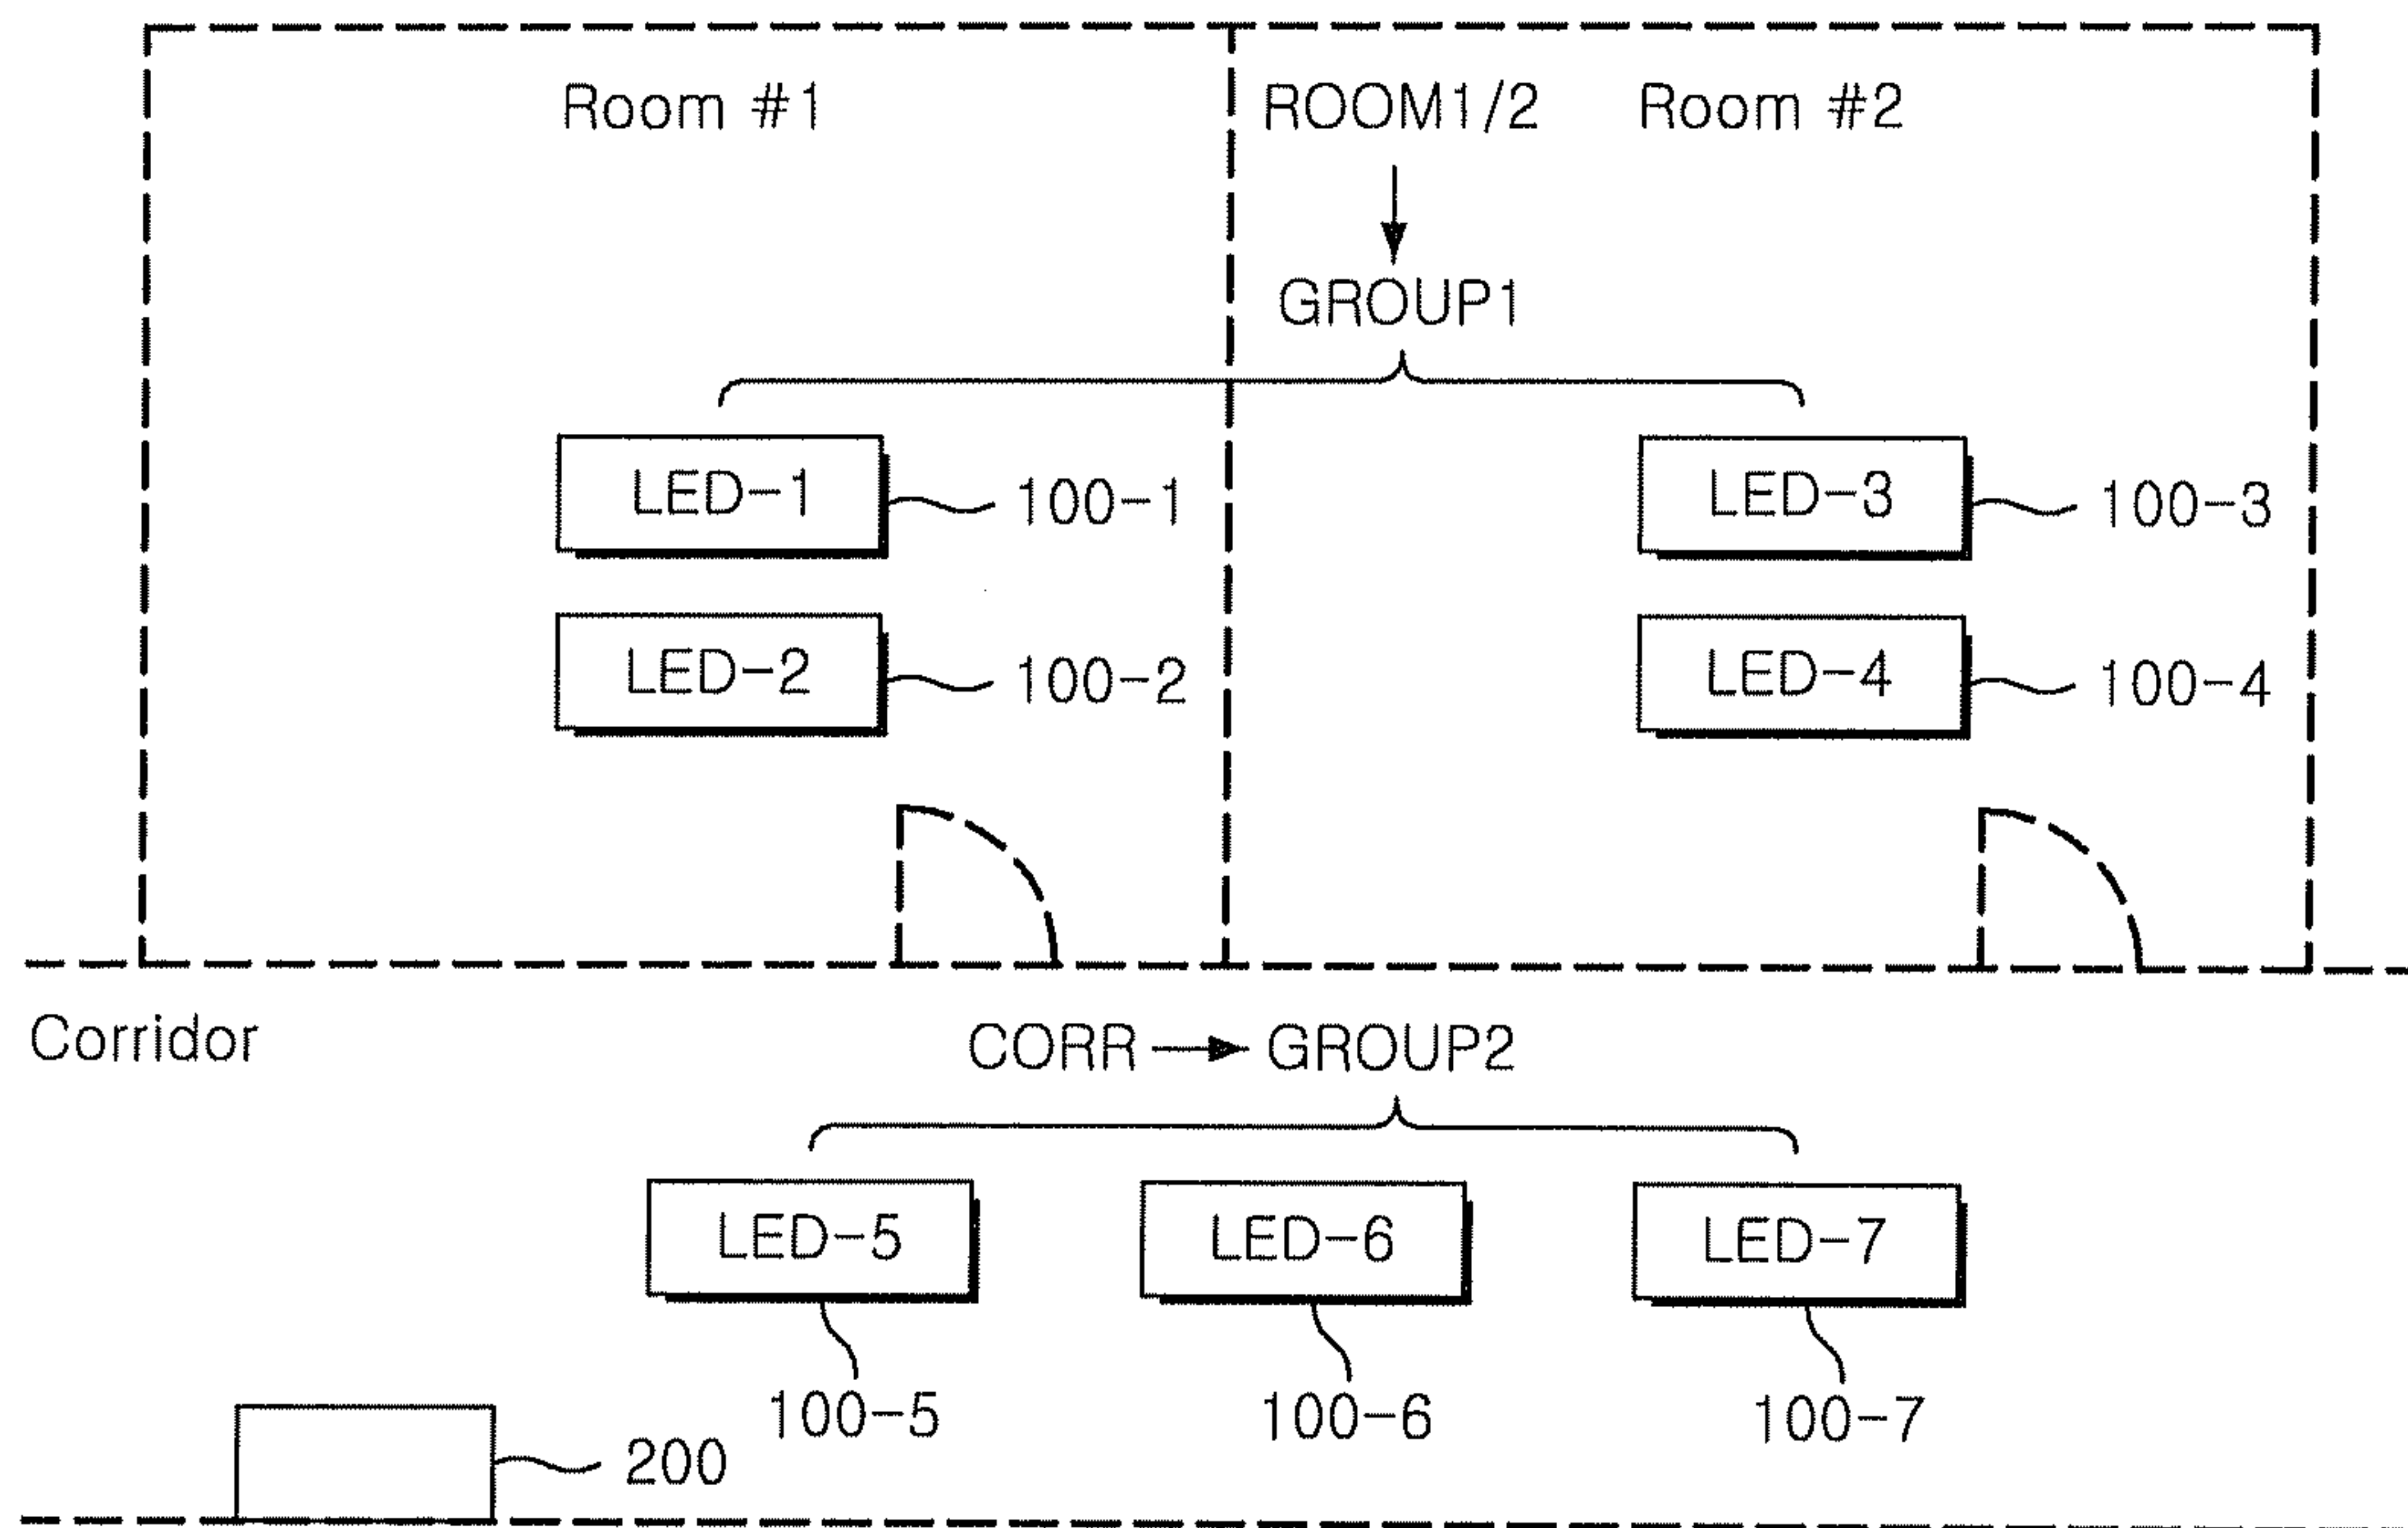 Room #1
ROOM1/2
Room #2
GROUP1
LED-1
100-1
LED-3
100-3
LED-2
100-2
LED-4
100-4
Corridor
CORR
GROUP2
LED-5
LED-6
LED-7
100-5
100-6
100-7
200